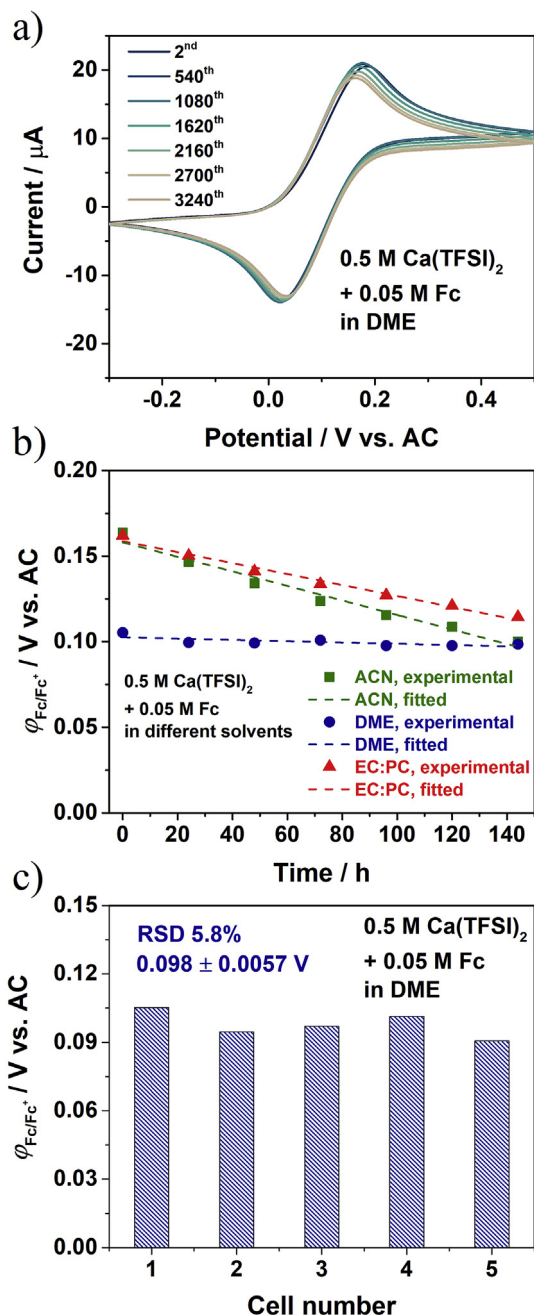 a)
2nd
540th
1080th
1620th
2160th
2700th
3240th
0.5 M Ca(TFSI)2
+ 0.05 M Fc
in DME
Current / μA
20
10
0
-10
-20
-0.2 0.0 0.2 0.4
Potential / V vs. AC
b)
φFc/Fc+ / V vs. AC
0.20
0.15
0.10
0.05
0.00
0.5 M Ca(TFSI)2
+ 0.05 M Fc
in different solvents
ACN, experimental
ACN, fitted
DME, experimental
DME, fitted
EC:PC, experimental
EC:PC, fitted
0 20 40 60 80 100 120 140
Time / h
c)
φFc/Fc+ / V vs. AC
0.15
0.12
0.09
0.06
0.03
0.00
RSD 5.8%
0.098 ± 0.0057 V
0.5 M Ca(TFSI)2
+ 0.05 M Fc
in DME
1 2 3 4 5
Cell number